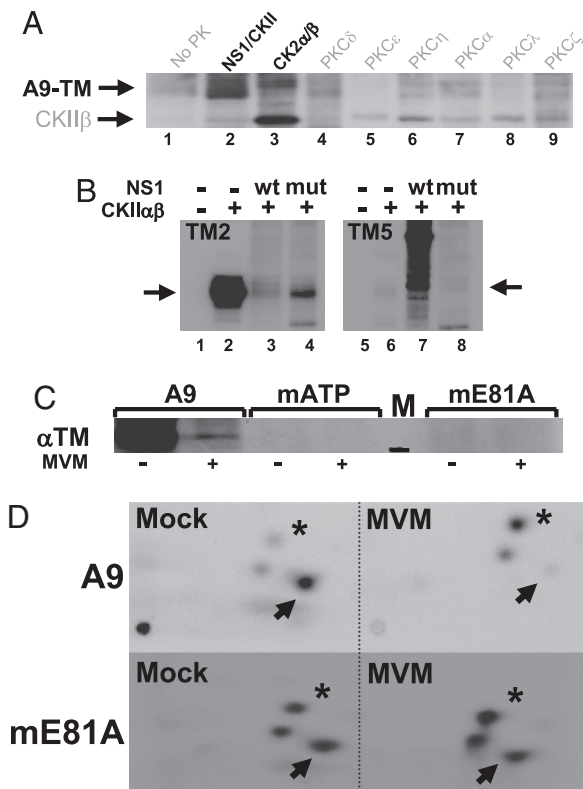 A
No PK NS1/CKII CK2α/β PKCδ PKCε PKCη PKCα PKCλ PKCζ
A9-TM
CKIIβ
1 2 3 4 5 6 7 8 9
B
NS1 - - wt mut - - wt mut
CKIIαβ - + + + - + + +
TM2 TM5
1 2 3 4 5 6 7 8
C
A9 mATP M mE81A
αTM
MVM - + - + - +
D
Mock * MVM *
A9
Mock * MVM *
mE81A